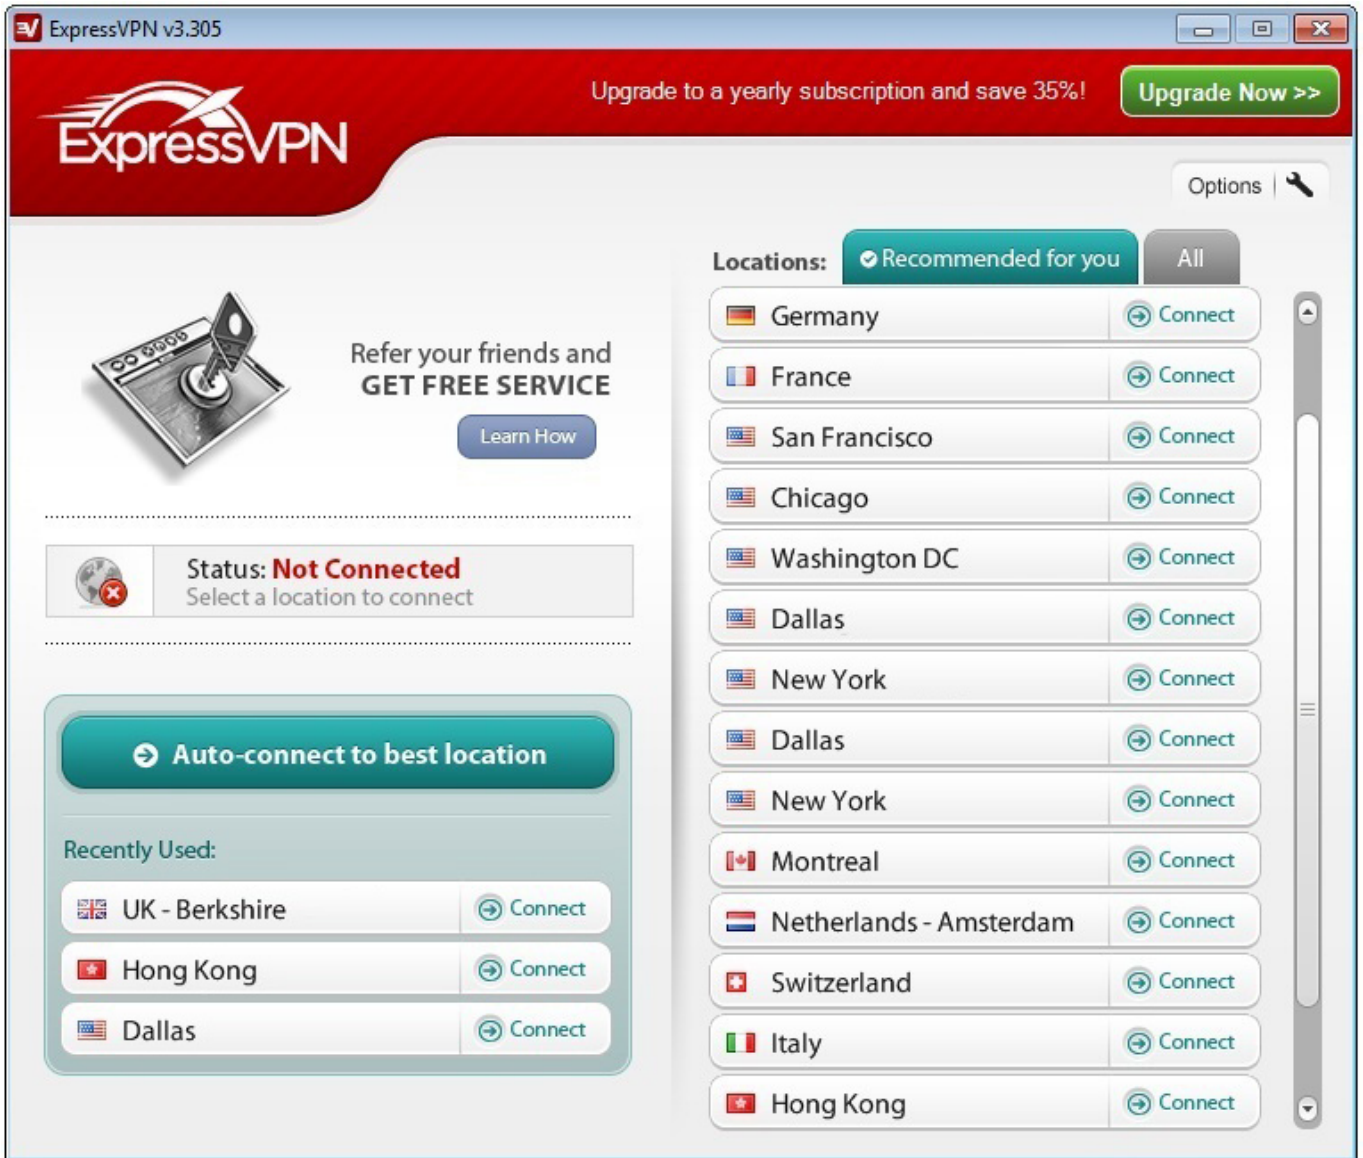 ExpressVPN v3.305
ExpressVPN
Upgrade to a yearly subscription and save 35%!
Upgrade Now >>
Options
Refer your friends and
GET FREE SERVICE
Learn How
Status: Not Connected
Select a location to connect
Auto-connect to best location
Recently Used:
UK - Berkshire Connect
Hong Kong Connect
Dallas Connect
Locations: Recommended for you All
Germany Connect
France Connect
San Francisco Connect
Chicago Connect
Washington DC Connect
Dallas Connect
New York Connect
Dallas Connect
New York Connect
Montreal Connect
Netherlands - Amsterdam Connect
Switzerland Connect
Italy Connect
Hong Kong Connect